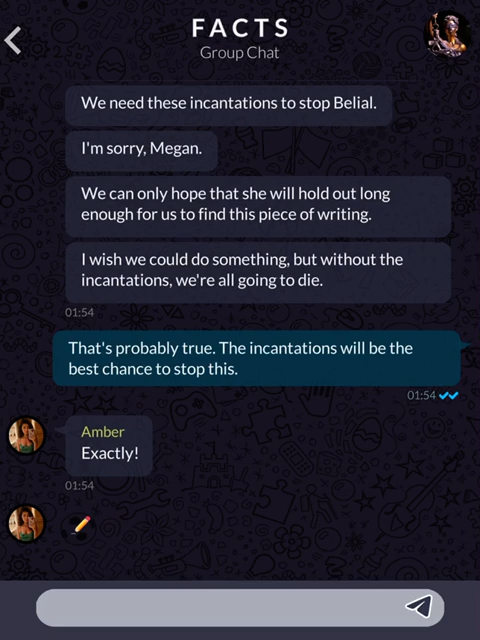 FACTS
Group Chat
We need these incantations to stop Belial.
I'm sorry, Megan.
We can only hope that she will hold out long
enough for us to find this piece of writing.
I wish we could do something, but without the
incantations, we're all going to die.
01:54
That's probably true. The incantations will be the
best chance to stop this.
01:54
Amber
Exactly!
01:54